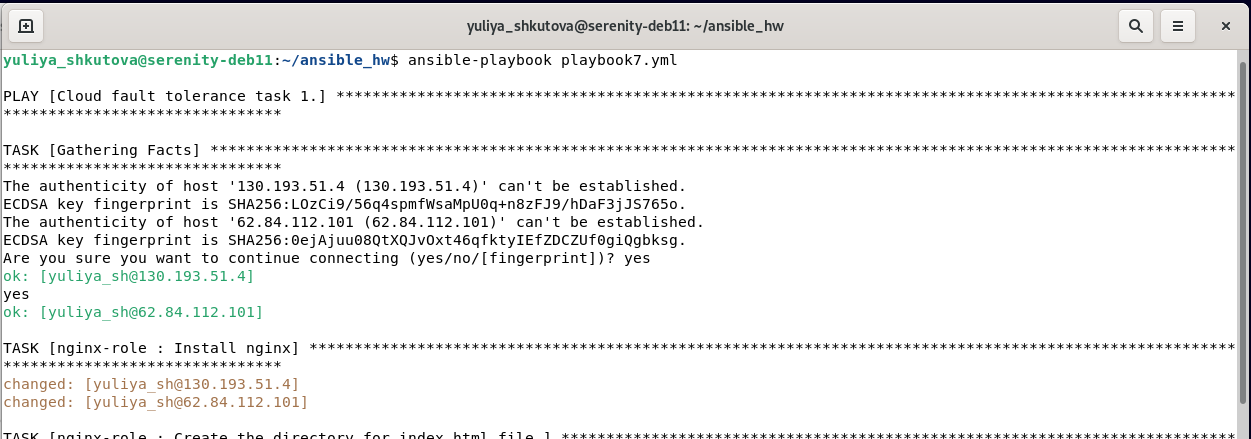 yuliya_shkutova@serenity-deb11: ~/ansible_hw
yuliya_shkutova@serenity-deb11:~/ansible_hw$ ansible-playbook playbook7.yml
PLAY [Cloud fault tolerance task 1.] ****************************************************************************************************
*******************************
TASK [Gathering Facts] ******************************************************************************************************************
*******************************
The authenticity of host '130.193.51.4 (130.193.51.4)' can't be established.
ECDSA key fingerprint is SHA256:LOzCi9/56q4spmfWsaMpU0q+n8zFJ9/hDaF3jJS765o.
The authenticity of host '62.84.112.101 (62.84.112.101)' can't be established.
ECDSA key fingerprint is SHA256:0ejAjuu08QtXQJvOxt46qfktyIEfZDCZUf0giQgbksg.
Are you sure you want to continue connecting (yes/no/[fingerprint])? yes
ok: [yuliya_sh@130.193.51.4]
yes
ok: [yuliya_sh@62.84.112.101]
TASK [nginx-role : Install nginx] *******************************************************************************************************
*******************************
changed: [yuliya_sh@130.193.51.4]
changed: [yuliya_sh@62.84.112.101]
TASK [nginx-role : Create the directory for index.html file.] ***************************************************************************